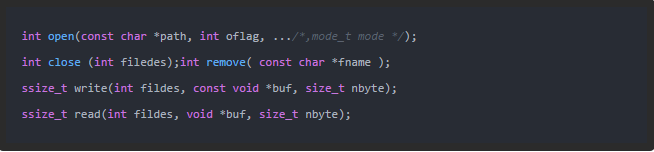 int open(const char *path, int oflag, .../*,mode_t mode */);
int close (int filedes);int remove( const char *fname );
ssize_t write(int fildes, const void *buf, size_t nbyte);
ssize_t read(int fildes, void *buf, size_t nbyte);